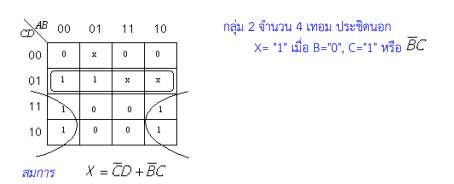 กลุ่ม 2 จำนวน 4 เทอม ประชิดนอก
X= "1" เมื่อ B="0", C="1" หรือ B̅C
AB
CD
00 01 11 10
00 0 x 0 0
01 1 1 x x
11 1 0 0 1
10 1 0 0 1
สมการ X = C̅D + B̅C